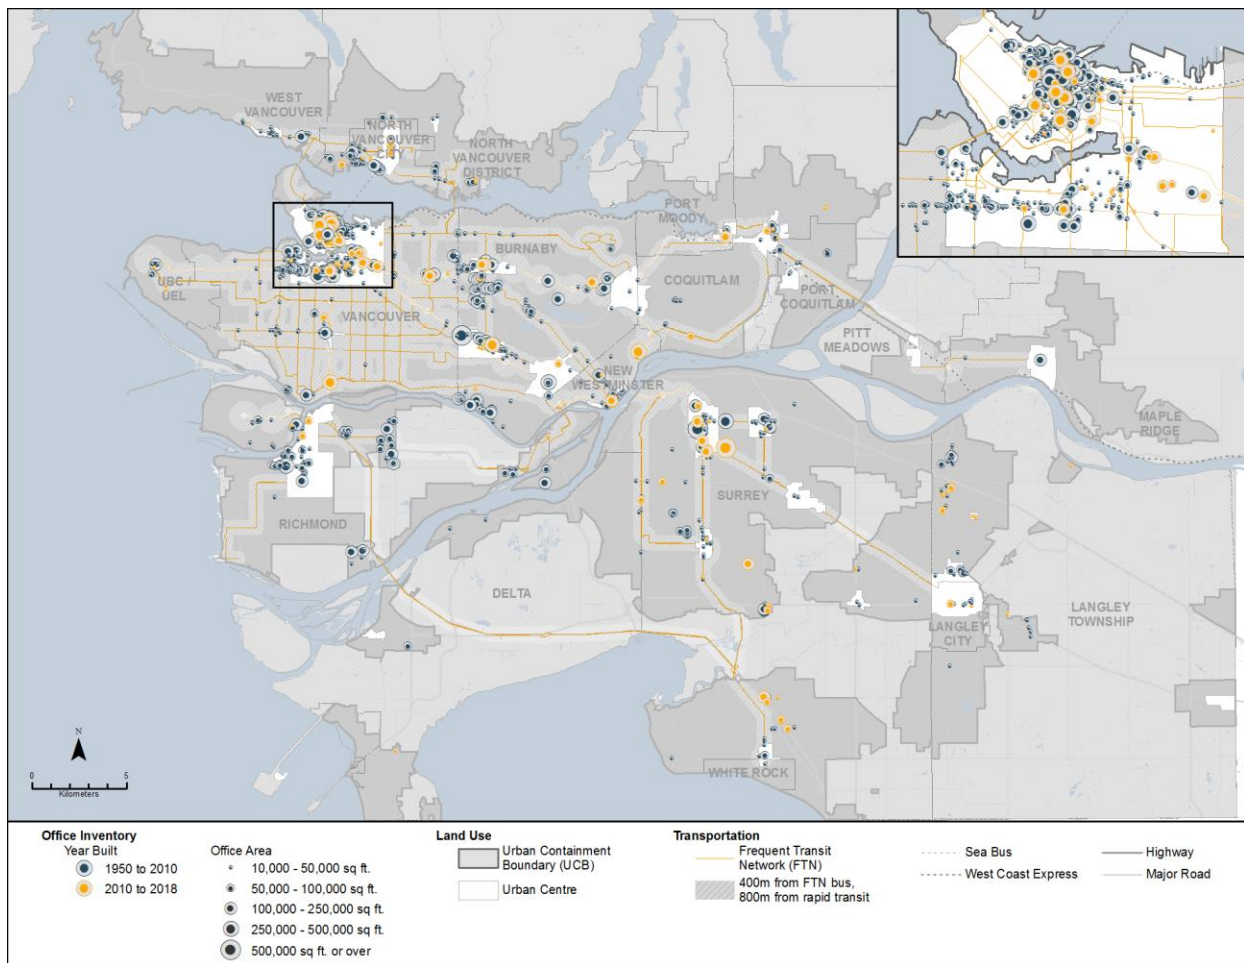 WEST
VANCOUVER
NORTH
VANCOUVER
CITY
NORTH
VANCOUVER
DISTRICT
PORT
MOODY
BURNABY
COQUITLAM
UBC /
UEL
VANCOUVER
PORT
COQUITLAM
PITT
MEADOWS
NEW
WESTMINSTER
MAPLE
RIDGE
SURREY
RICHMOND
DELTA
LANGLEY
TOWNSHIP
LANGLEY
CITY
WHITE ROCK
N
0 5
Kilometers
Office Inventory
Year Built
1950 to 2010
2010 to 2018
Office Area
10,000 - 50,000 sq ft.
50,000 - 100,000 sq ft.
100,000 - 250,000 sq ft.
250,000 - 500,000 sq ft.
500,000 sq ft. or over
Land Use
Urban Containment
Boundary (UCB)
Urban Centre
Transportation
Frequent Transit
Network (FTN)
400m from FTN bus,
800m from rapid transit
Sea Bus
West Coast Express
Highway
Major Road